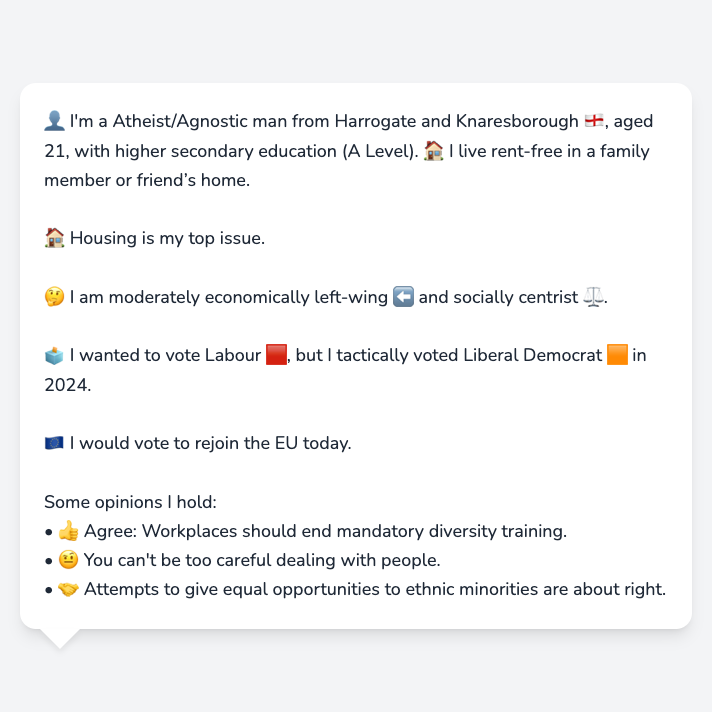 👤 I'm a Atheist/Agnostic man from Harrogate and Knaresborough 🏴󠁧󠁢󠁥󠁮󠁧󠁿, aged
21, with higher secondary education (A Level). 🏠 I live rent-free in a family
member or friend’s home.
🏠 Housing is my top issue.
🤔 I am moderately economically left-wing ⬅️ and socially centrist ⚖️.
🗳️ I wanted to vote Labour 🟥, but I tactically voted Liberal Democrat 🟧 in
2024.
🇪🇺 I would vote to rejoin the EU today.
Some opinions I hold:
• 👍 Agree: Workplaces should end mandatory diversity training.
• 🤨 You can't be too careful dealing with people.
• 🤝 Attempts to give equal opportunities to ethnic minorities are about right.